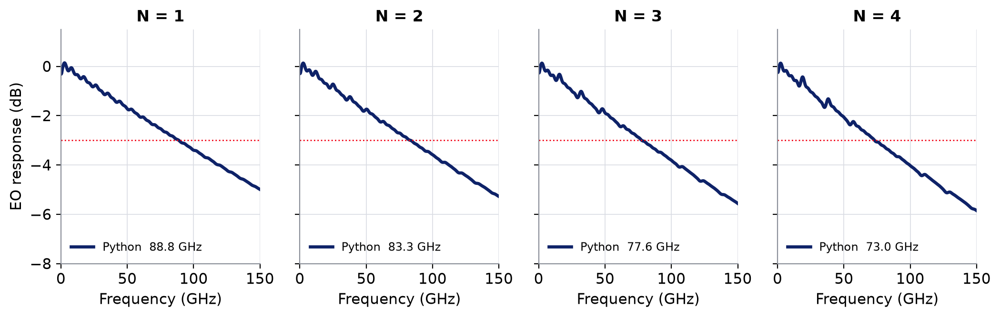 N = 1
N = 2
N = 3
N = 4
EO response (dB)
0
−2
−4
−6
−8
Python 88.8 GHz
Python 83.3 GHz
Python 77.6 GHz
Python 73.0 GHz
0 50 100 150
0 50 100 150
0 50 100 150
0 50 100 150
Frequency (GHz)
Frequency (GHz)
Frequency (GHz)
Frequency (GHz)